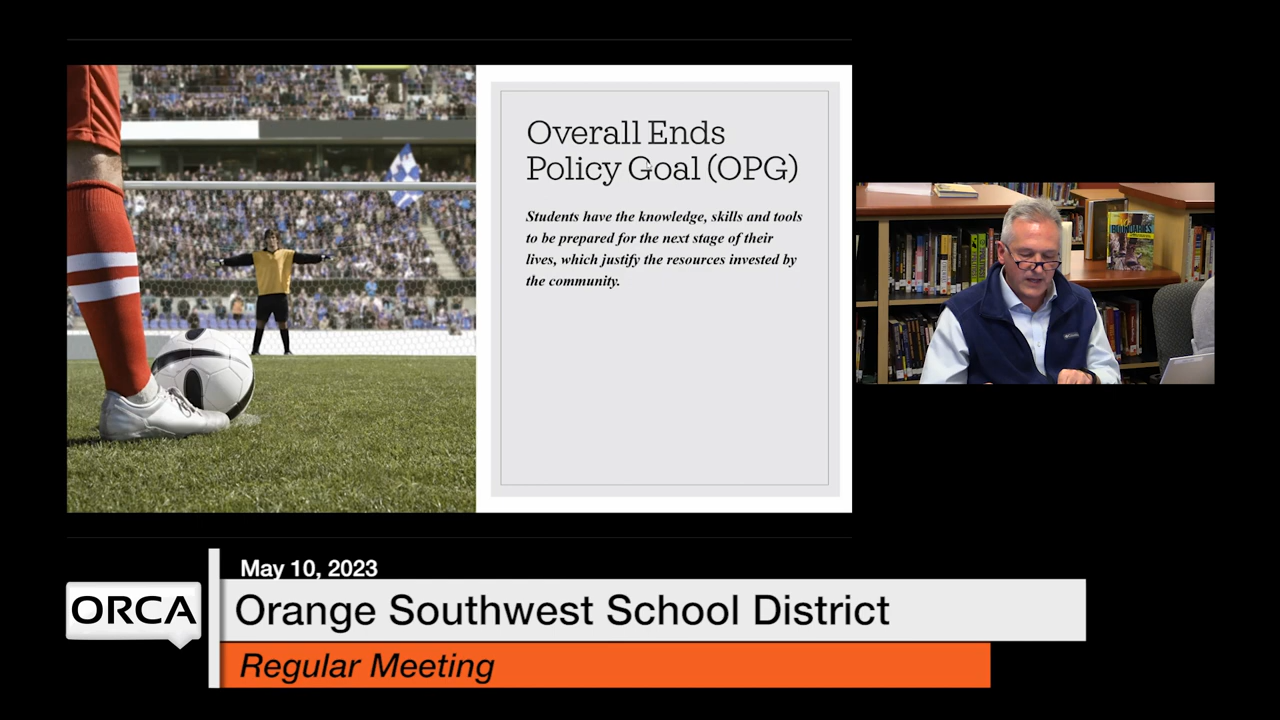 Overall Ends
Policy Goal (OPG)
Students have the knowledge, skills and tools
to be prepared for the next stage of their
lives, which justify the resources invested by
the community.
BOUNDARIES
Columbia
May 10, 2023
ORCA
Orange Southwest School District
Regular Meeting